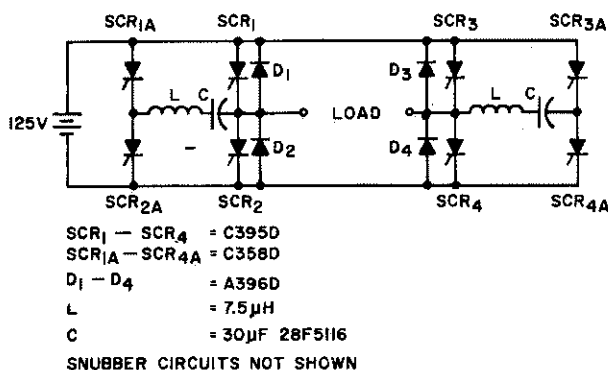 SCR1A SCR1 SCR3 SCR3A
D1 D3
L C LOAD L C
125V
D2 D4
SCR2A SCR2 SCR4 SCR4A
SCR1 — SCR4 = C395D
SCR1A — SCR4A = C358D
D1 — D4 = A396D
L = 7.5µH
C = 30µF 28F5116
SNUBBER CIRCUITS NOT SHOWN